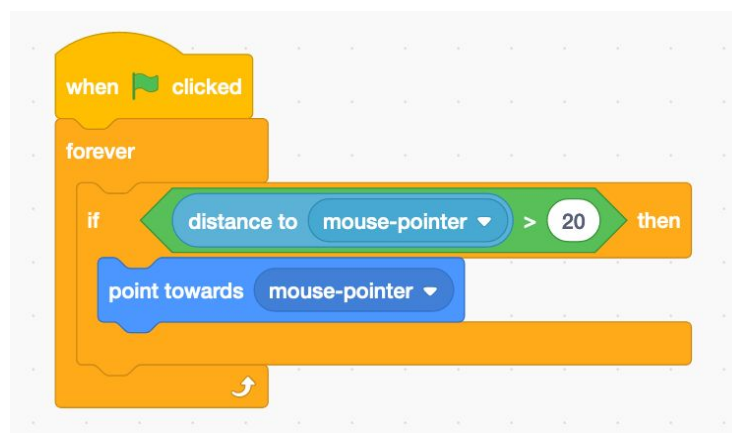 when clicked
forever
if distance to mouse-pointer > 20 then
point towards mouse-pointer